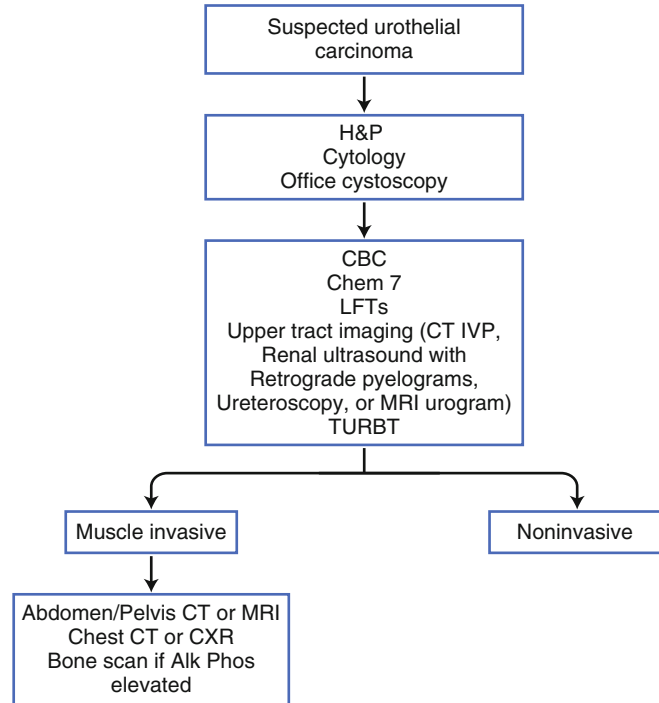 Suspected urothelial
carcinoma
H&P
Cytology
Office cystoscopy
CBC
Chem 7
LFTs
Upper tract imaging (CT IVP,
Renal ultrasound with
Retrograde pyelograms,
Ureteroscopy, or MRI urogram)
TURBT
Muscle invasive
Noninvasive
Abdomen/Pelvis CT or MRI
Chest CT or CXR
Bone scan if Alk Phos
elevated